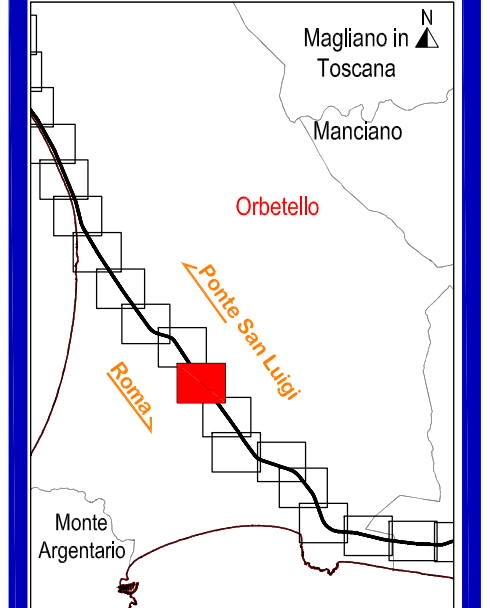 N
Magliano in
Toscana
Manciano
Orbetello
Ponte San Luigi
Roma
Monte
Argentario